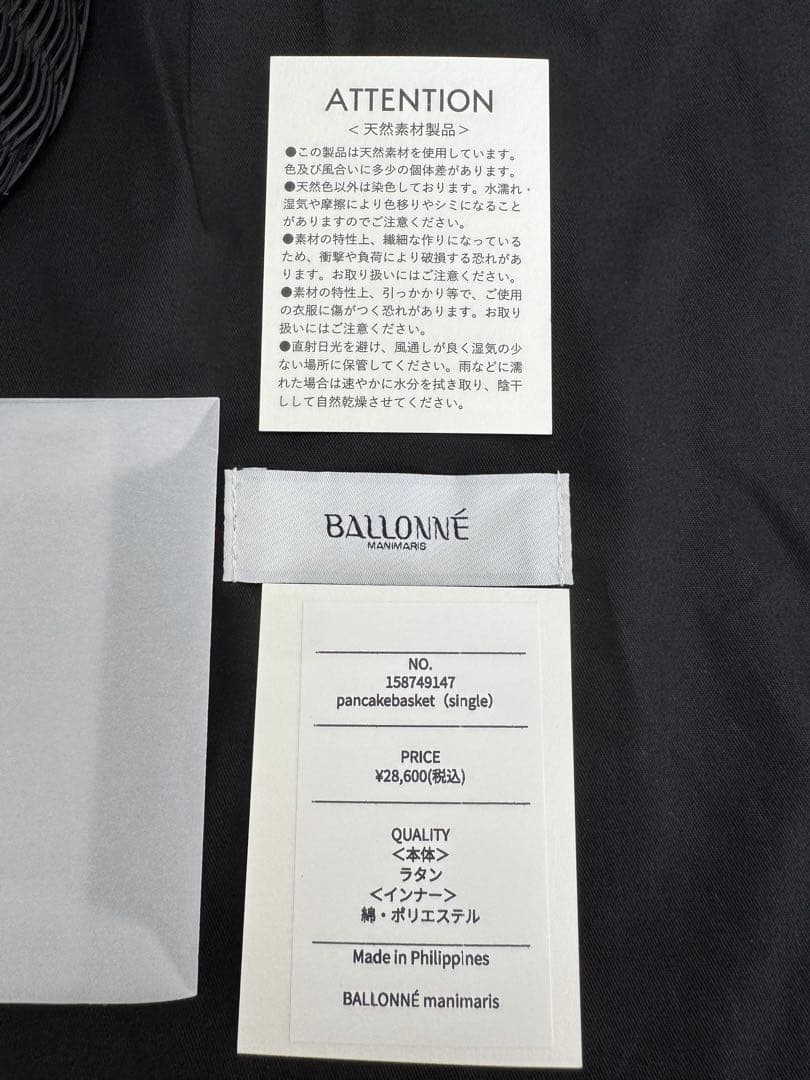 ATTENTION
＜天然素材製品＞
●この製品は天然素材を使用しています。
色及び風合いに多少の個体差があります。
●天然色以外は染色しております。水濡れ・
湿気や摩擦により色移りやシミになること
がありますのでご注意ください。
●素材の特性上、繊細な作りになっている
ため、衝撃や負荷により破損する恐れがあ
ります。お取り扱いにはご注意ください。
●素材の特性上、引っかかり等で、ご使用
の衣服に傷がつく恐れがあります。お取り
扱いにはご注意ください。
●直射日光を避け、風通しが良く湿気の少
ない場所に保管してください。雨などに濡
れた場合は速やかに水分を拭き取り、陰干
しして自然乾燥させてください。
BALLONNÉ
MANIMARIS
NO.
158749147
pancakebasket（single）
PRICE
¥28,600(税込)
QUALITY
＜本体＞
ラタン
＜インナー＞
綿・ポリエステル
Made in Philippines
BALLONNÉ manimaris